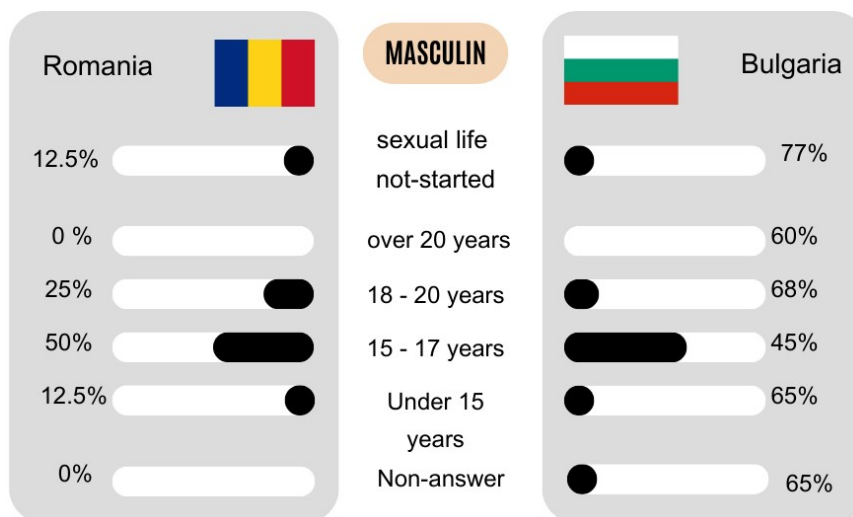 Romania
MASCULIN
Bulgaria
12.5%
sexual life
not-started
77%
0 %
over 20 years
60%
25%
18 - 20 years
68%
50%
15 - 17 years
45%
12.5%
Under 15
years
65%
0%
Non-answer
65%